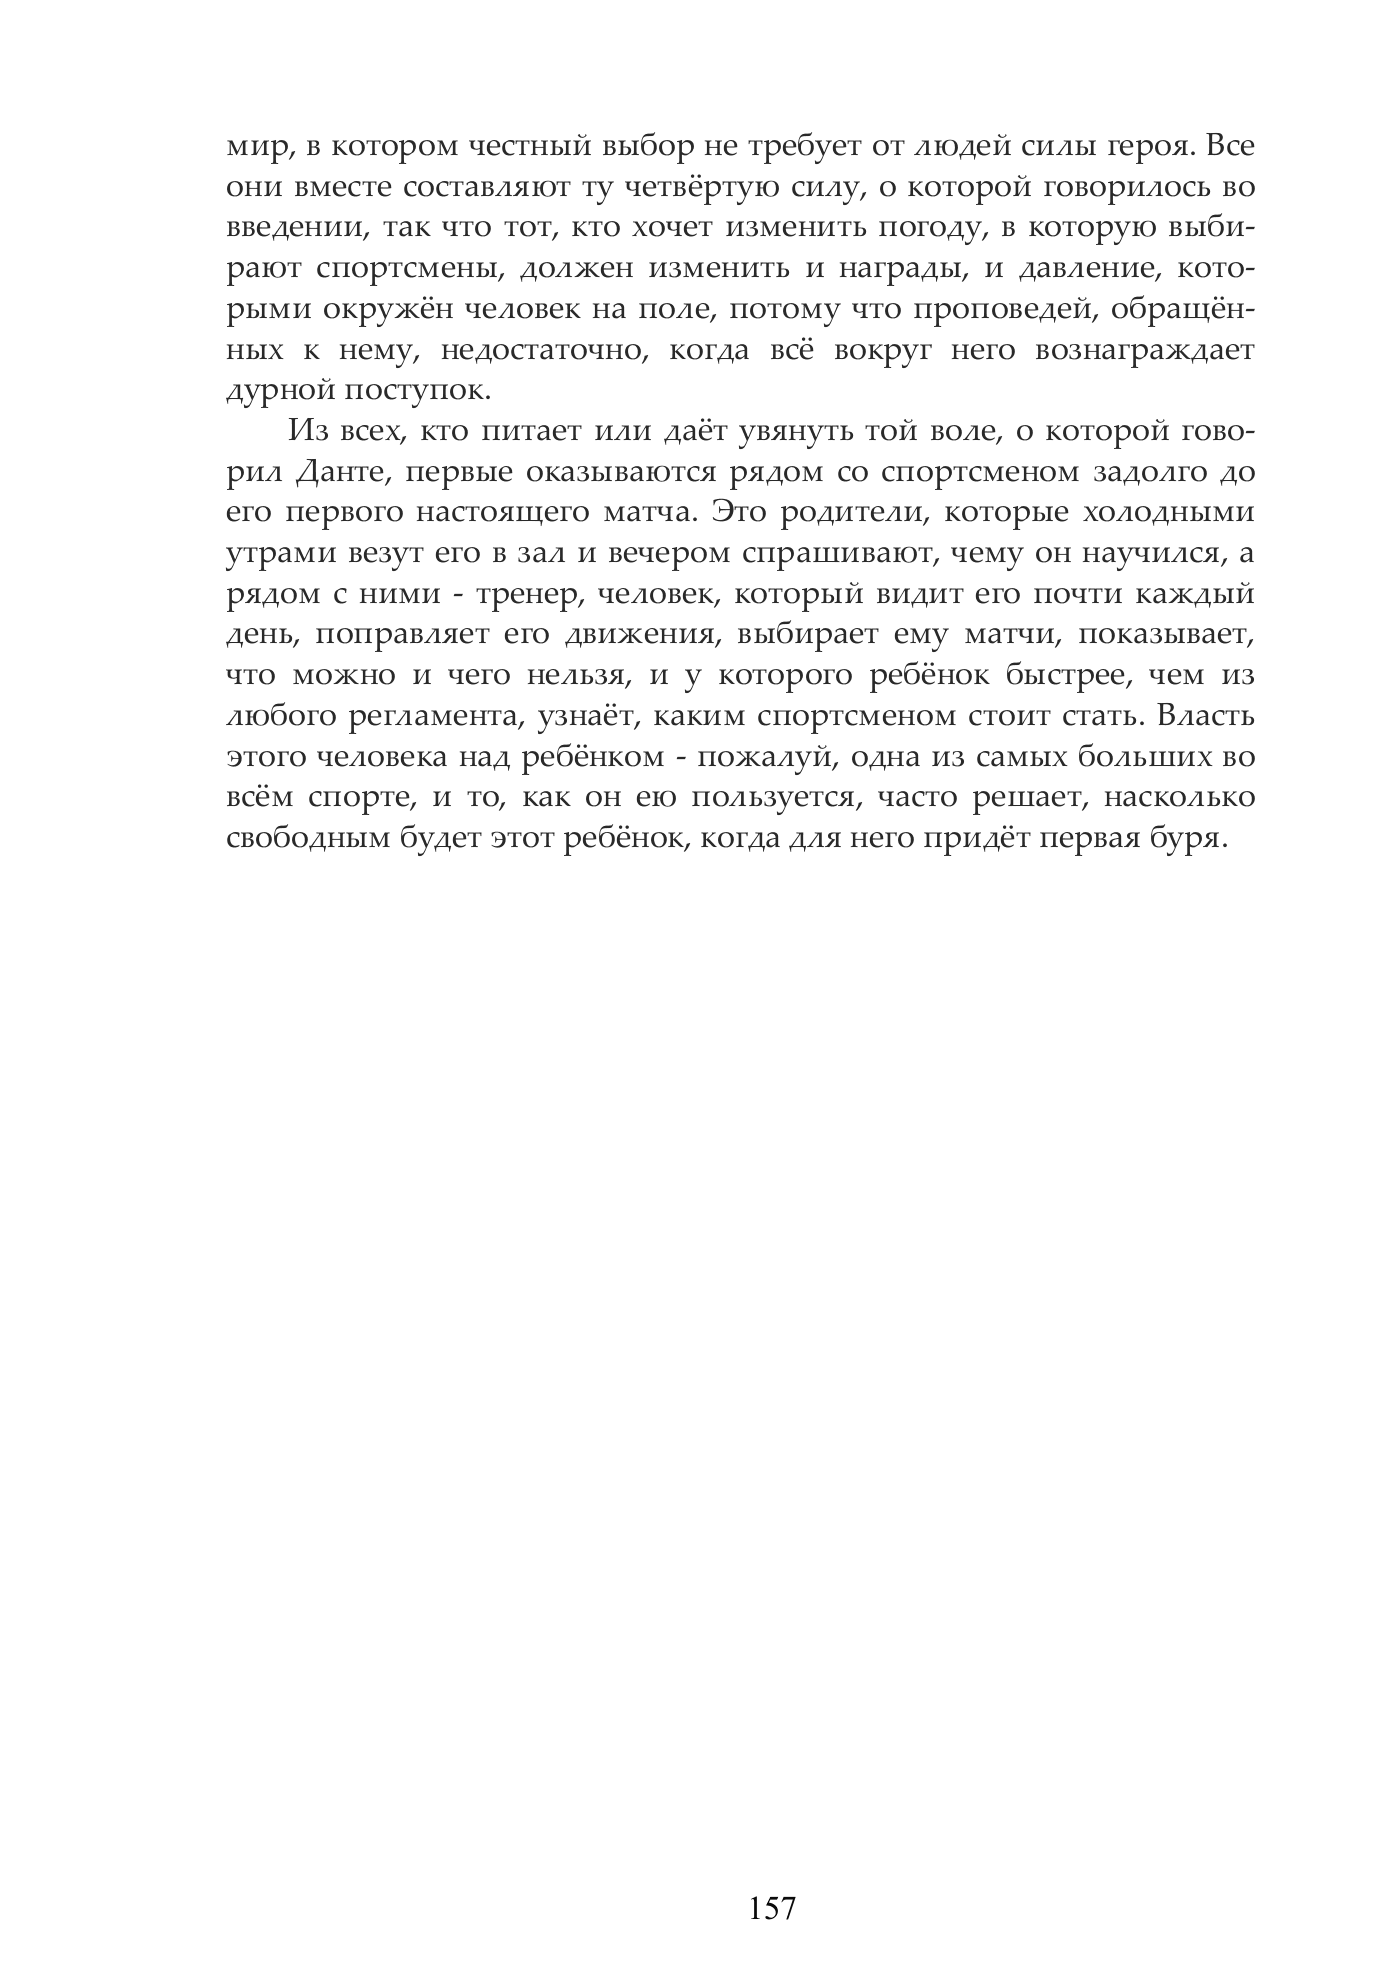 мир, в котором честный выбор не требует от людей силы героя. Все
они вместе составляют ту четвёртую силу, о которой говорилось во
введении, так что тот, кто хочет изменить погоду, в которую выби-
рают спортсмены, должен изменить и награды, и давление, кото-
рыми окружён человек на поле, потому что проповедей, обращён-
ных к нему, недостаточно, когда всё вокруг него вознаграждает
дурной поступок.
Из всех, кто питает или даёт увянуть той воле, о которой гово-
рил Данте, первые оказываются рядом со спортсменом задолго до
его первого настоящего матча. Это родители, которые холодными
утрами везут его в зал и вечером спрашивают, чему он научился, а
рядом с ними - тренер, человек, который видит его почти каждый
день, поправляет его движения, выбирает ему матчи, показывает,
что можно и чего нельзя, и у которого ребёнок быстрее, чем из
любого регламента, узнаёт, каким спортсменом стоит стать. Власть
этого человека над ребёнком - пожалуй, одна из самых больших во
всём спорте, и то, как он ею пользуется, часто решает, насколько
свободным будет этот ребёнок, когда для него придёт первая буря.
157